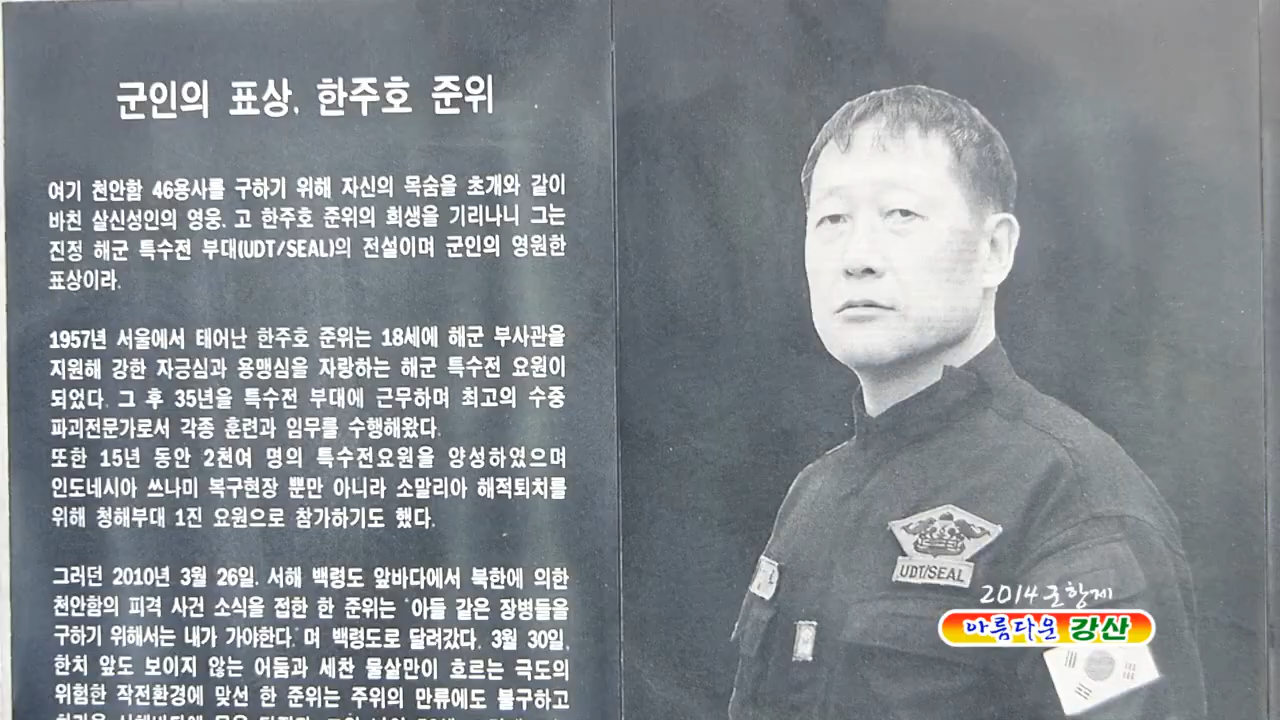 군인의 표상, 한주호 준위
여기 천안함 46용사를 구하기 위해 자신의 목숨을 초개와 같이
바친 살신성인의 영웅, 고 한주호 준위의 희생을 기리나니 그는
진정 해군 특수전 부대(UDT/SEAL)의 전설이며 군인의 영원한
표상이라.
1957년 서울에서 태어난 한주호 준위는 18세에 해군 부사관을
지원해 강한 자긍심과 용맹심을 자랑하는 해군 특수전 요원이
되었다. 그 후 35년을 특수전 부대에 근무하며 최고의 수중
파괴전문가로서 각종 훈련과 임무를 수행해왔다.
또한 15년 동안 2천여 명의 특수전요원을 양성하였으며
인도네시아 쓰나미 복구현장 뿐만 아니라 소말리아 해적퇴치를
위해 청해부대 1진 요원으로 참가하기도 했다.
그러던 2010년 3월 26일, 서해 백령도 앞바다에서 북한에 의한
천안함의 피격 사건 소식을 접한 한 준위는 "아들 같은 장병들을
구하기 위해서는 내가 가야한다."며 백령도로 달려갔다. 3월 30일,
한치 앞도 보이지 않는 어둠과 세찬 물살만이 흐르는 극도의
위험한 작전환경에 맞선 한 준위는 주위의 만류에도 불구하고
UDT/SEAL
2014 군항제
아름다운 강산